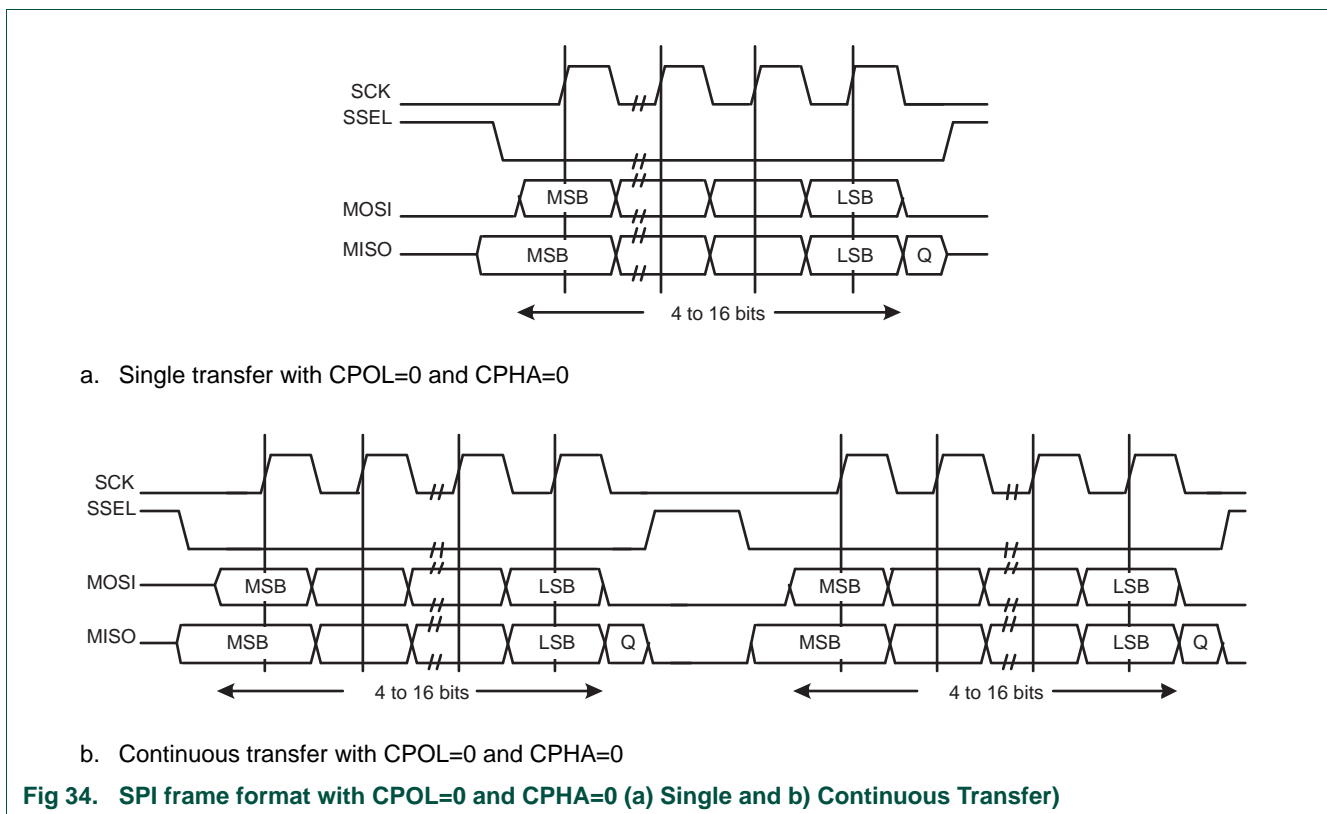 SCK
SSEL
MOSI
MSB
LSB
MISO
MSB
LSB
Q
4 to 16 bits
a. Single transfer with CPOL=0 and CPHA=0
SCK
SSEL
MOSI
MSB
LSB
MSB
LSB
MISO
MSB
LSB
Q
MSB
LSB
Q
4 to 16 bits
4 to 16 bits
b. Continuous transfer with CPOL=0 and CPHA=0
Fig 34. SPI frame format with CPOL=0 and CPHA=0 (a) Single and b) Continuous Transfer)